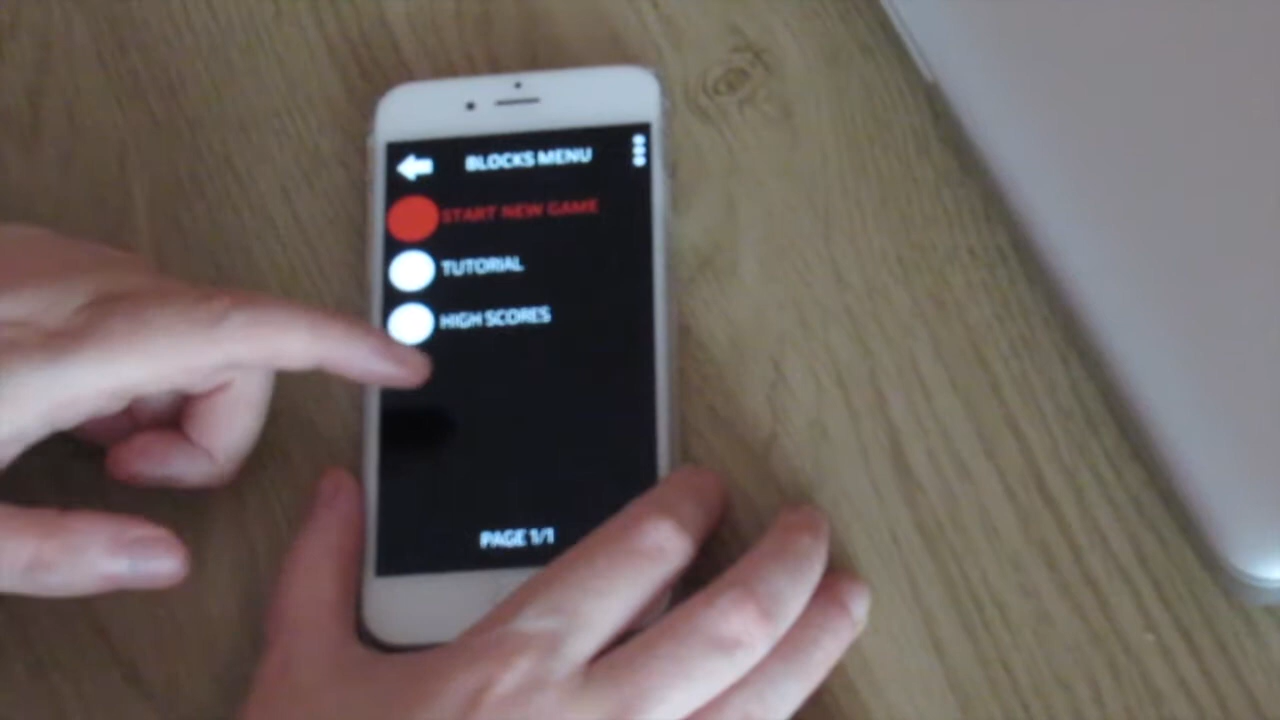 BLOCKS MENU
START NEW GAME
TUTORIAL
HIGH SCORES
PAGE 1/1